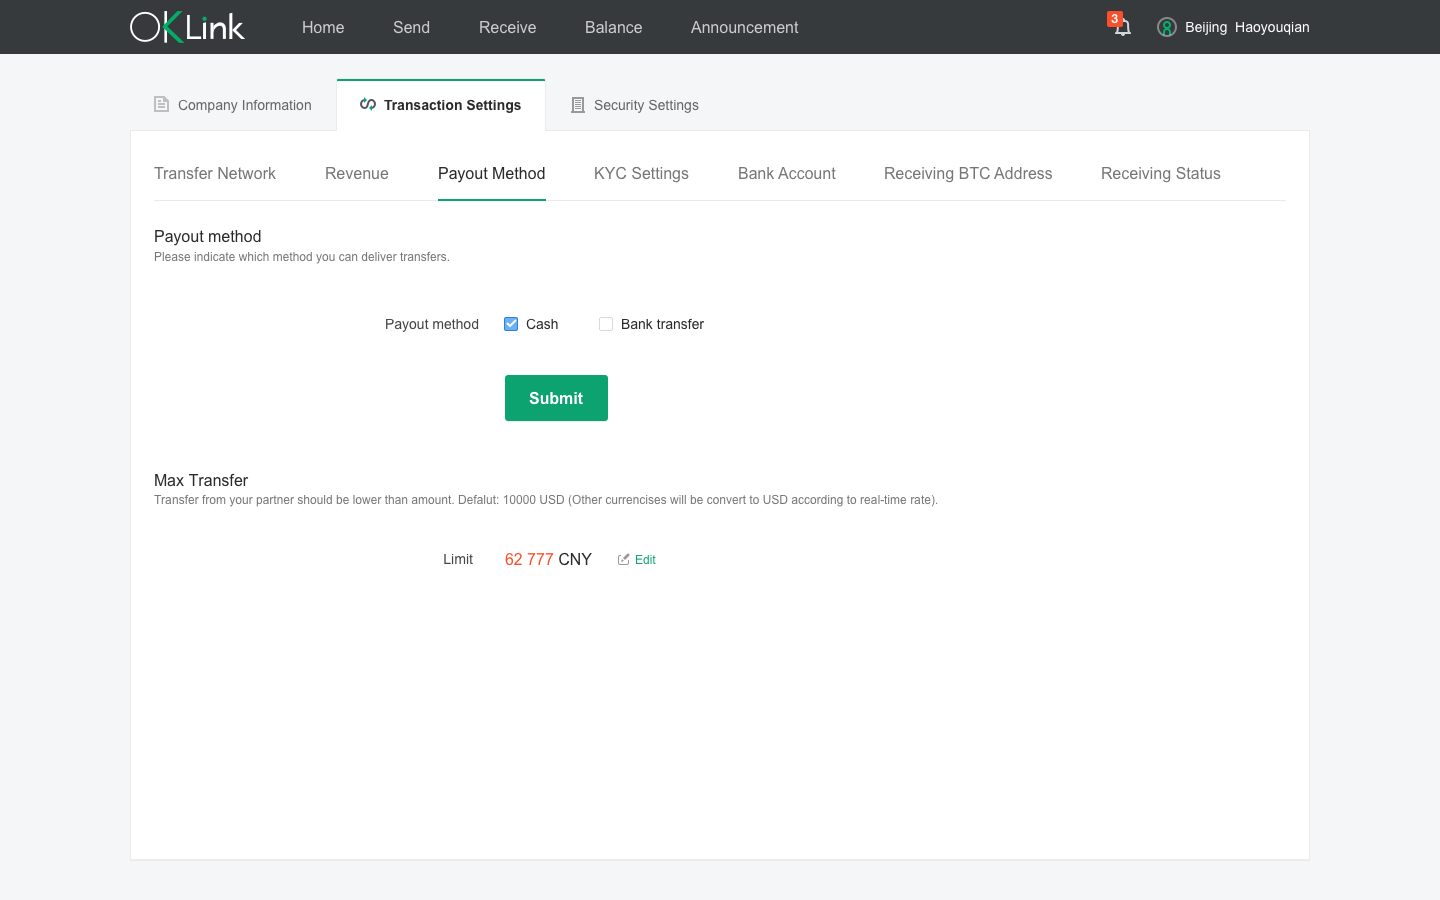 OKLink
Home Send Receive Balance Announcement
3
Beijing Haoyouqian
Company Information Transaction Settings Security Settings
Transfer Network Revenue Payout Method KYC Settings Bank Account Receiving BTC Address Receiving Status
Payout method
Please indicate which method you can deliver transfers.
Payout method Cash Bank transfer
Submit
Max Transfer
Transfer from your partner should be lower than amount. Defalut: 10000 USD (Other currencises will be convert to USD according to real-time rate).
Limit 62 777 CNY Edit